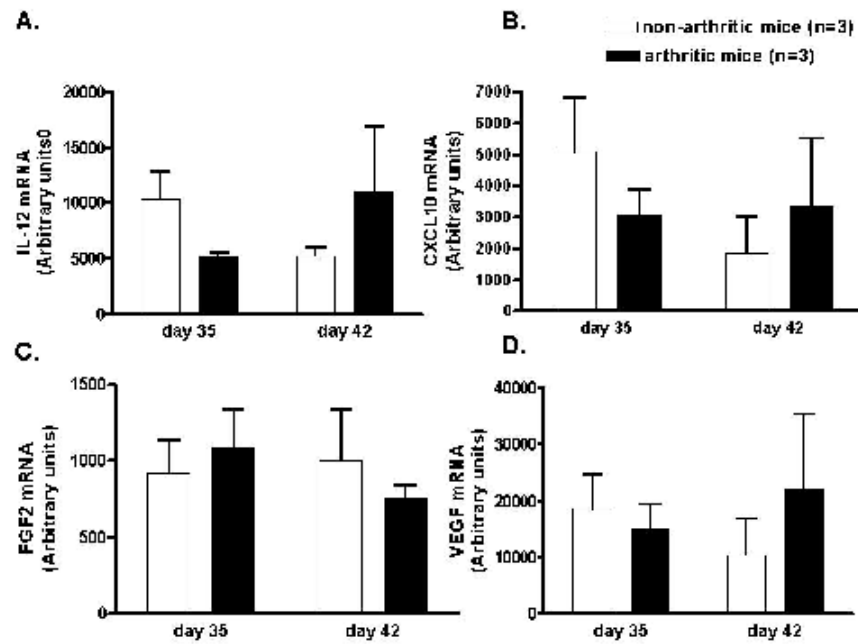 A.
B.
non-arthritic mice (n=3)
arthritic mice (n=3)
IL-12 mRNA
(Arbitrary units0
20000
15000
10000
5000
0
day 35
day 42
CXCL10 mRNA
(Arbitrary units)
7000
6000
5000
4000
3000
2000
1000
0
day 35
day 42
C.
FGF2 mRNA
(Arbitrary units)
1500
1000
500
0
day 35
day 42
D.
VEGF mRNA
(Arbitrary units)
40000
30000
20000
10000
0
day 35
day 42